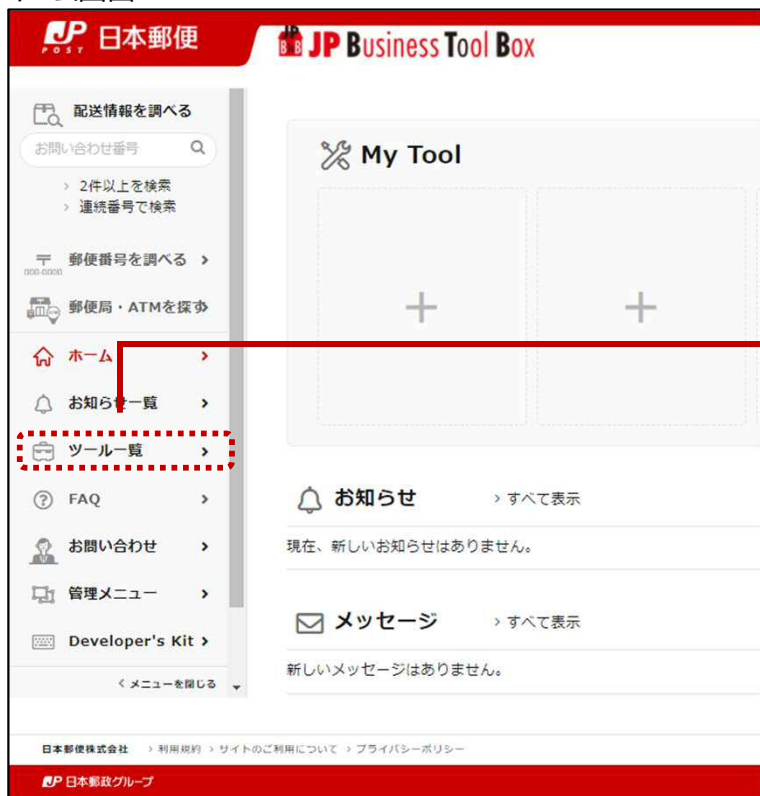 JP POST 日本郵便
JP BB JP Business Tool Box
配送情報を調べる
お問い合わせ番号
> 2件以上を検索
> 連続番号で検索
〒 000-0000 郵便番号を調べる >
郵便局・ATMを探す>
ホーム >
お知らせ一覧 >
ツール一覧 >
? FAQ >
お問い合わせ >
管理メニュー >
Developer's Kit >
< メニューを閉じる
My Tool
+ +
お知らせ > すべて表示
現在、新しいお知らせはありません。
メッセージ > すべて表示
新しいメッセージはありません。
日本郵便株式会社 > 利用規約 > サイトのご利用について > プライバシーポリシー
JP 日本郵政グループ